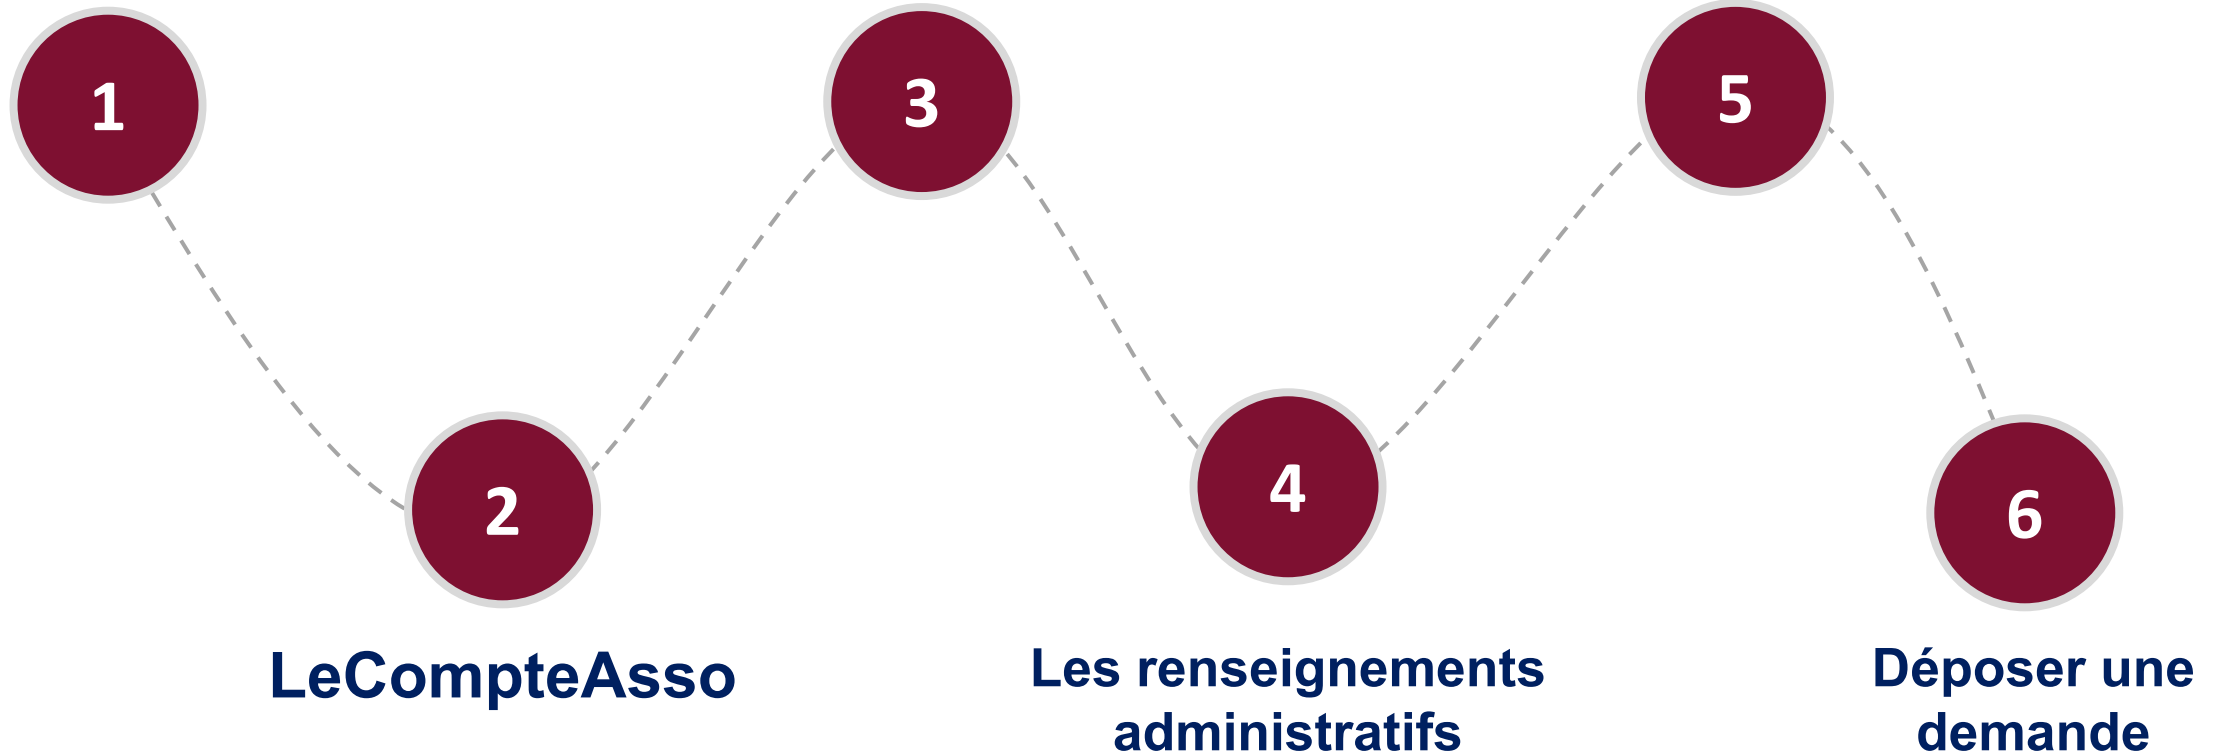 1
3
5
2
4
6
LeCompteAsso
Les renseignements
administratifs
Déposer une
demande